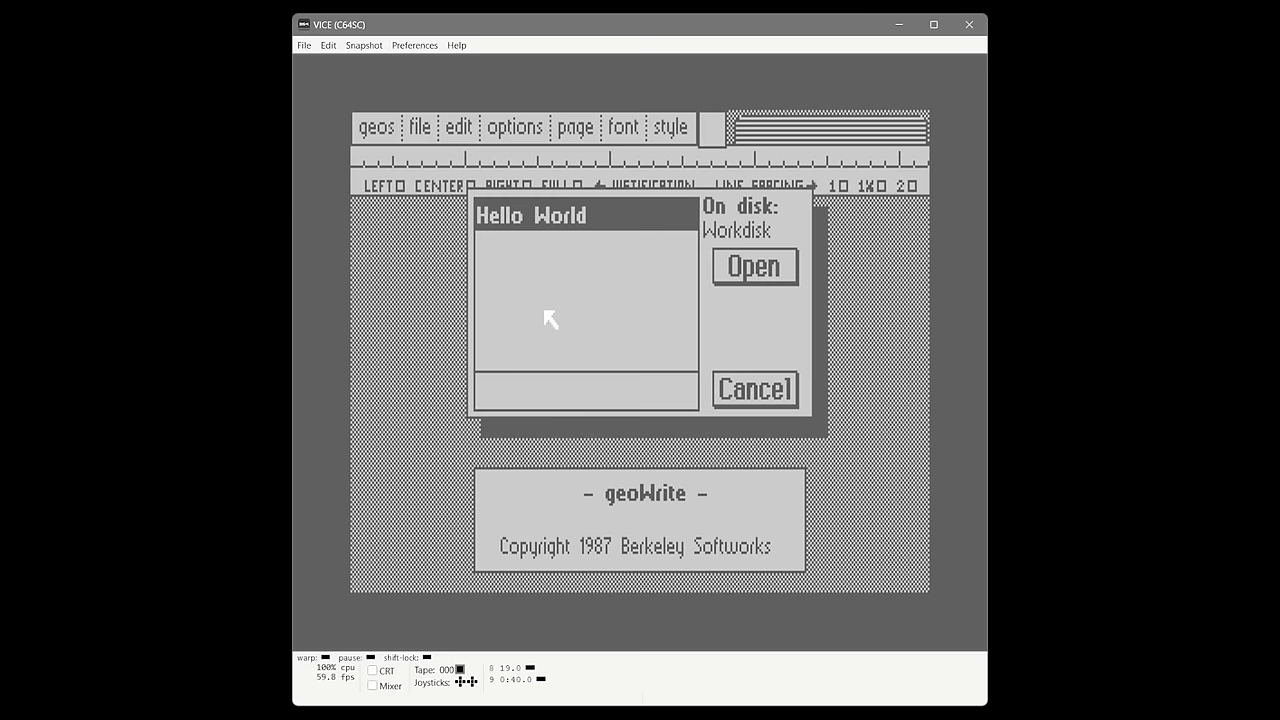 VICE (C64SC)
File Edit Snapshot Preferences Help
geos file edit options page font style
LEFT CENTER RIGHT FULL ← JUSTIFICATION LINE SPACING→ 1 1½ 2
Hello World
On disk:
Workdisk
Open
Cancel
- geoWrite -
Copyright 1987 Berkeley Softworks
warp: pause: shift-lock:
100% cpu
59.8 fps
CRT
Mixer
Tape: 000
Joysticks:
8 19.0
9 0:40.0